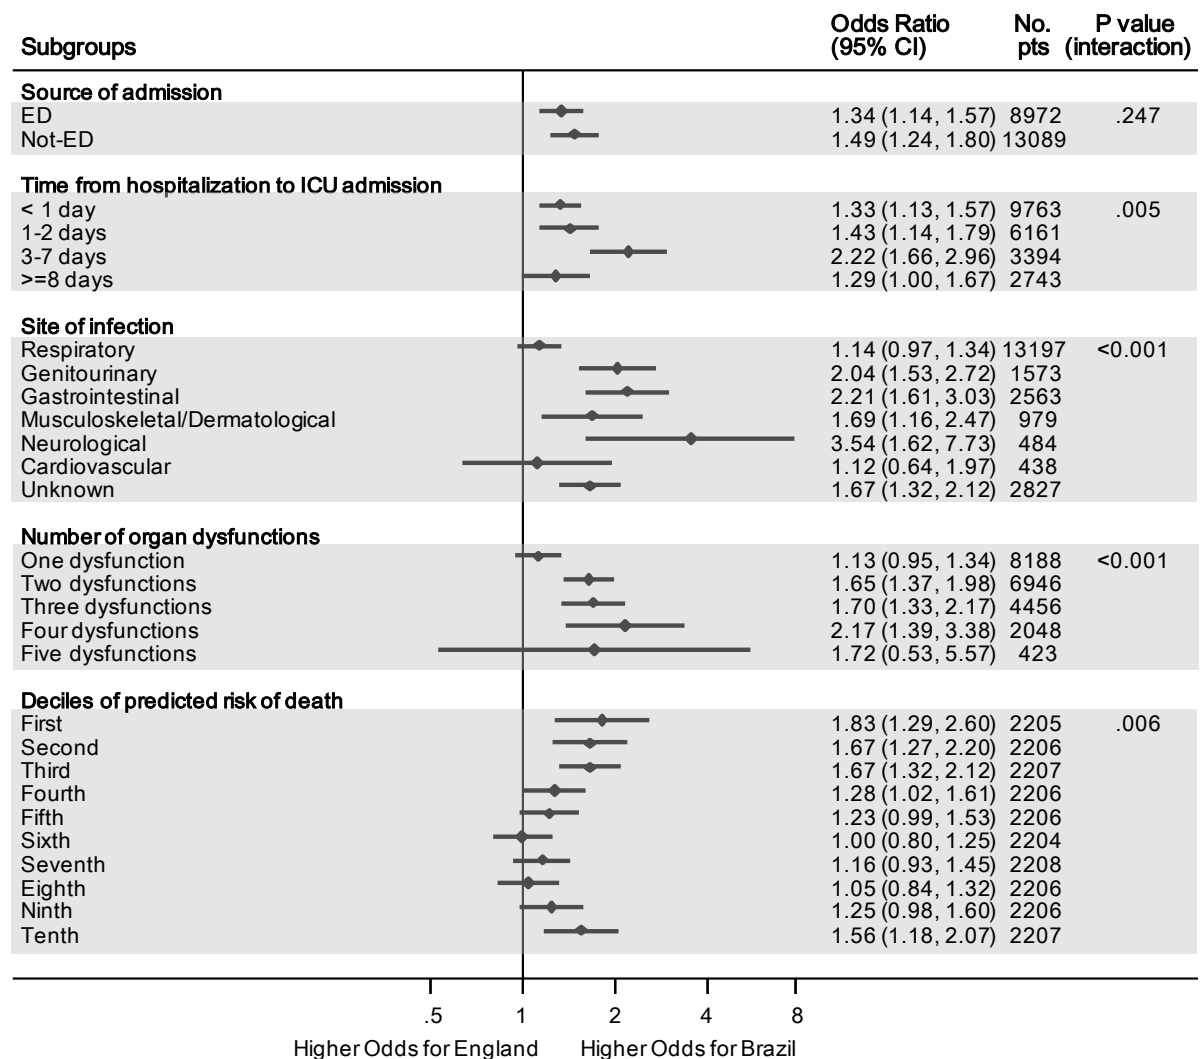 Subgroups Odds Ratio (95% CI) No. pts P value (interaction)
Source of admission
ED 1.34 (1.14, 1.57) 8972 .247
Not-ED 1.49 (1.24, 1.80) 13089
Time from hospitalization to ICU admission
< 1 day 1.33 (1.13, 1.57) 9763 .005
1-2 days 1.43 (1.14, 1.79) 6161
3-7 days 2.22 (1.66, 2.96) 3394
>=8 days 1.29 (1.00, 1.67) 2743
Site of infection
Respiratory 1.14 (0.97, 1.34) 13197 <0.001
Genitourinary 2.04 (1.53, 2.72) 1573
Gastrointestinal 2.21 (1.61, 3.03) 2563
Musculoskeletal/Dermatological 1.69 (1.16, 2.47) 979
Neurological 3.54 (1.62, 7.73) 484
Cardiovascular 1.12 (0.64, 1.97) 438
Unknown 1.67 (1.32, 2.12) 2827
Number of organ dysfunctions
One dysfunction 1.13 (0.95, 1.34) 8188 <0.001
Two dysfunctions 1.65 (1.37, 1.98) 6946
Three dysfunctions 1.70 (1.33, 2.17) 4456
Four dysfunctions 2.17 (1.39, 3.38) 2048
Five dysfunctions 1.72 (0.53, 5.57) 423
Deciles of predicted risk of death
First 1.83 (1.29, 2.60) 2205 .006
Second 1.67 (1.27, 2.20) 2206
Third 1.67 (1.32, 2.12) 2207
Fourth 1.28 (1.02, 1.61) 2206
Fifth 1.23 (0.99, 1.53) 2206
Sixth 1.00 (0.80, 1.25) 2204
Seventh 1.16 (0.93, 1.45) 2208
Eighth 1.05 (0.84, 1.32) 2206
Ninth 1.25 (0.98, 1.60) 2206
Tenth 1.56 (1.18, 2.07) 2207
.5 1 2 4 8
Higher Odds for England Higher Odds for Brazil